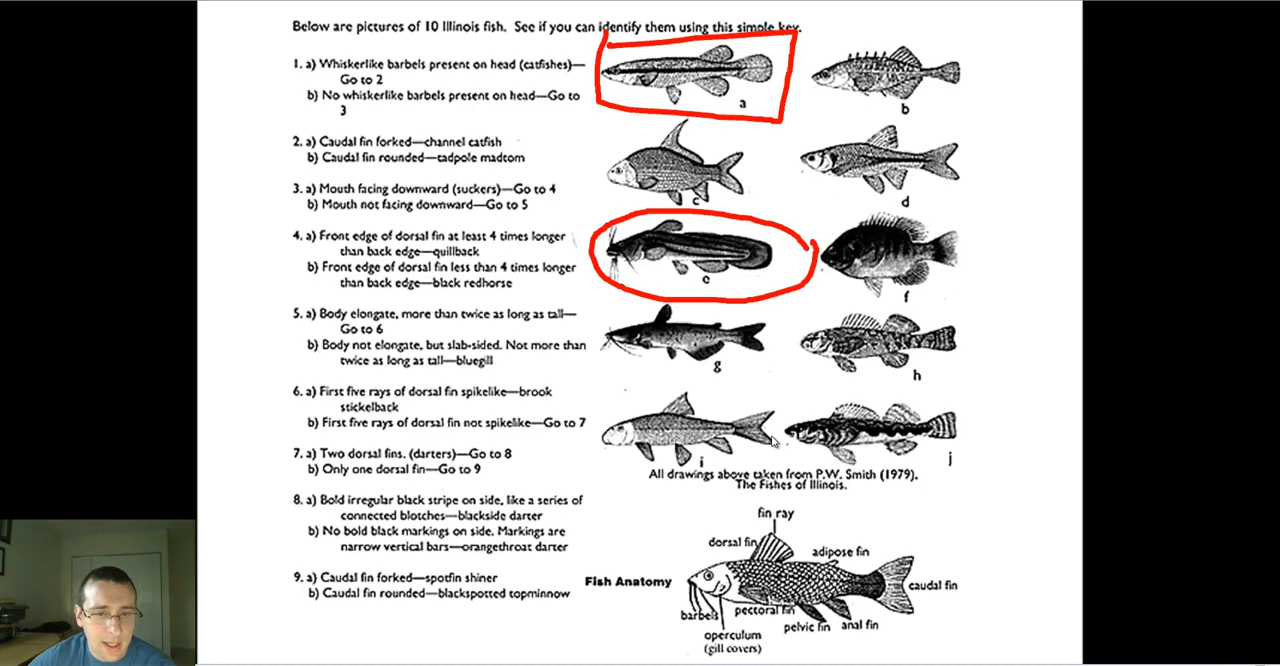 Below are pictures of 10 Illinois fish. See if you can identify them using this simple key.
1. a) Whiskerlike barbels present on head (catfishes)—
Go to 2
b) No whiskerlike barbels present on head—Go to
3
2. a) Caudal fin forked—channel catfish
b) Caudal fin rounded—tadpole madtom
3. a) Mouth facing downward (suckers)—Go to 4
b) Mouth not facing downward—Go to 5
4. a) Front edge of dorsal fin at least 4 times longer
than back edge—quillback
b) Front edge of dorsal fin less than 4 times longer
than back edge—black redhorse
5. a) Body elongate, more than twice as long as tall—
Go to 6
b) Body not elongate, but slab-sided. Not more than
twice as long as tall—bluegill
6. a) First five rays of dorsal fin spikelike—brook
stickelback
b) First five rays of dorsal fin not spikelike—Go to 7
7. a) Two dorsal fins. (darters)—Go to 8
b) Only one dorsal fin—Go to 9
8. a) Bold irregular black stripe on side, like a series of
connected blotches—blackside darter
b) No bold black markings on side. Markings are
narrow vertical bars—orangethroat darter
9. a) Caudal fin forked—spotfin shiner
b) Caudal fin rounded—blackspotted topminnow
a
b
c
d
e
f
g
h
i
j
All drawings above taken from P.W. Smith (1979).
The Fishes of Illinois.
fin ray
dorsal fin
adipose fin
Fish Anatomy
caudal fin
barbels
pectoral fin
pelvic fin
anal fin
operculum
(gill covers)